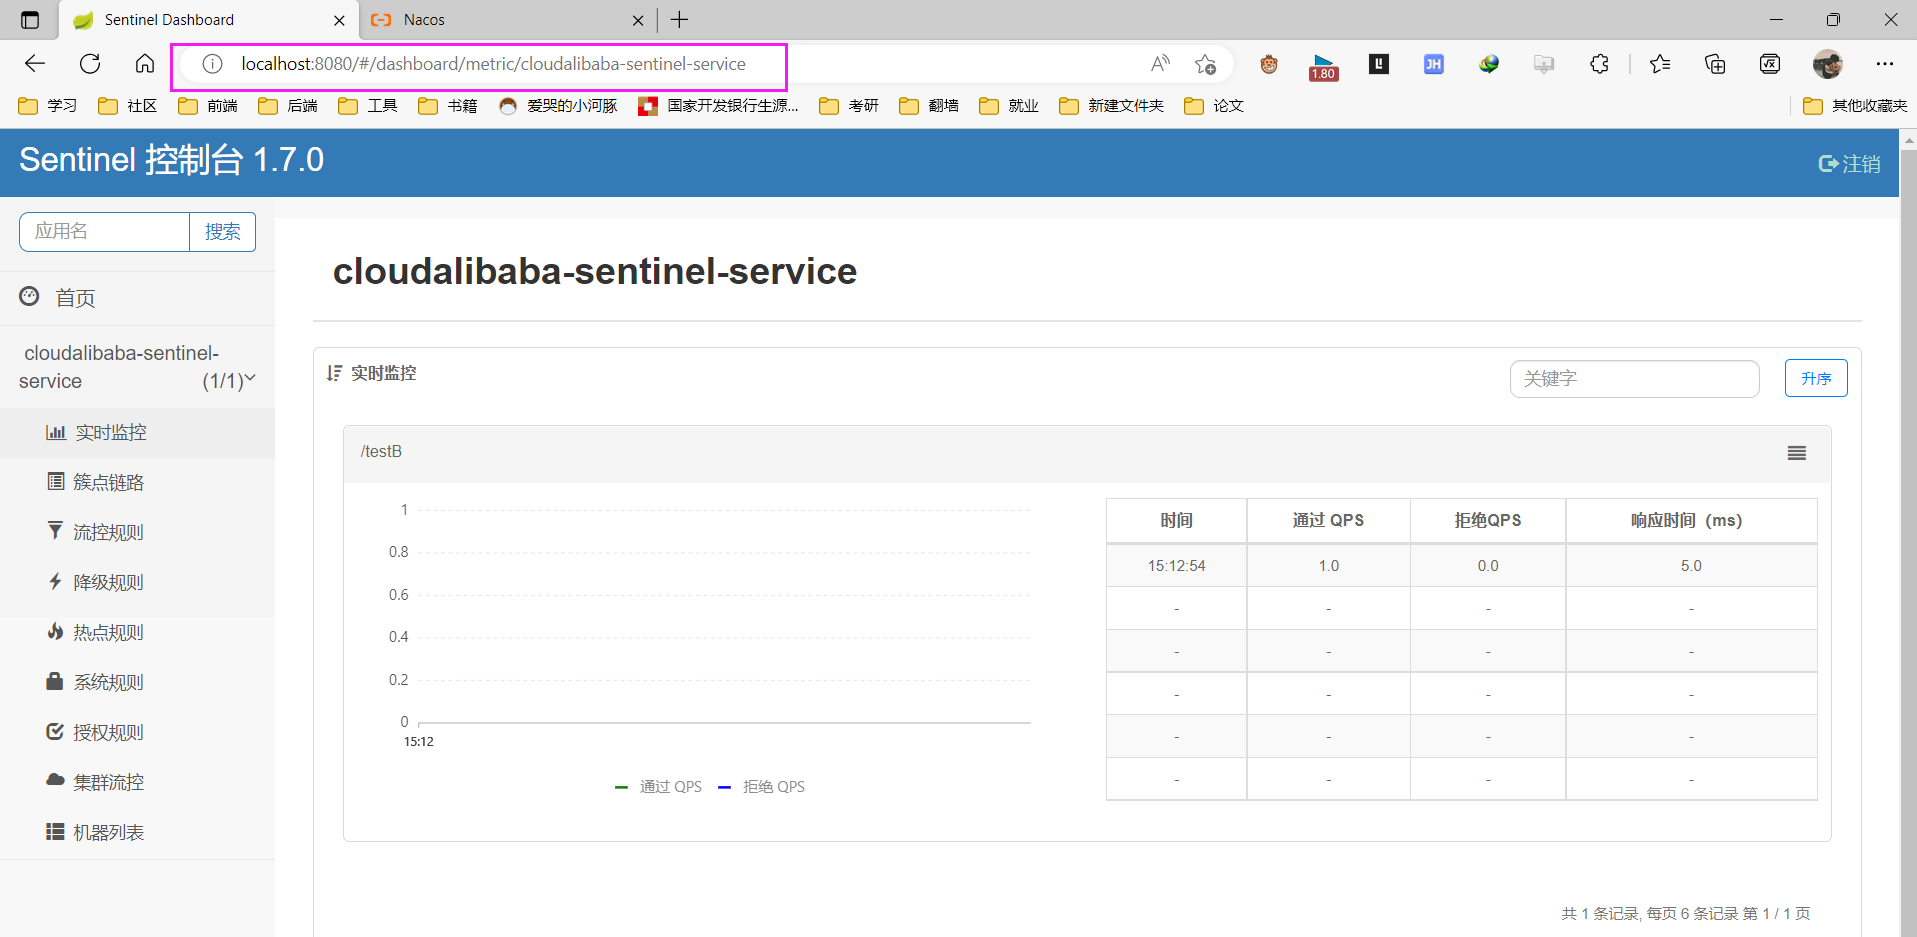 Sentinel Dashboard
Nacos
localhost:8080/#/dashboard/metric/cloudalibaba-sentinel-service
1.80
JH
学习 社区 前端 后端 工具 书籍 爱哭的小河豚 国家开发银行生源... 考研 翻墙 就业 新建文件夹 论文 其他收藏夹
Sentinel 控制台 1.7.0
注销
应用名 搜索
首页
cloudalibaba-sentinel-
service (1/1)
实时监控
簇点链路
流控规则
降级规则
热点规则
系统规则
授权规则
集群流控
机器列表
cloudalibaba-sentinel-service
实时监控
关键字 升序
/testB
1
0.8
0.6
0.4
0.2
0
15:12
通过 QPS 拒绝 QPS
时间 通过 QPS 拒绝QPS 响应时间（ms）
15:12:54 1.0 0.0 5.0
- - - -
- - - -
- - - -
- - - -
- - - -
共 1 条记录, 每页 6 条记录 第 1 / 1 页